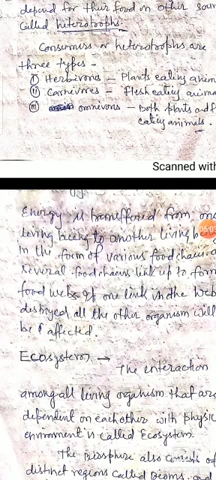 depend for their food on other sour
called heterotrophs.
Consumers or heterotrophs are
three types -
(i) Herbivores - Plants eating anim
(ii) Carnivores - Flesh eating anima
(iii) omnivores - both plants and f
eating animals.
Scanned with
Energy is transferred from one
living being to another living b
in the form of various food chains a
several food chains link up to form
food webs if one link in the web
destroyed all the other organism will
be affected.
Ecosystem →
The interaction
among all living organism that are
dependent on eachother with physic
environment is called Ecosystem.
The Biosphere also consists of
distinct regions called Bioms, and